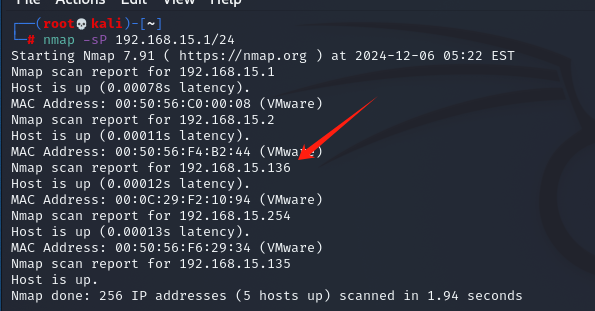 File Actions Edit View Help
(root💀kali)-[~]
# nmap -sP 192.168.15.1/24
Starting Nmap 7.91 ( https://nmap.org ) at 2024-12-06 05:22 EST
Nmap scan report for 192.168.15.1
Host is up (0.00078s latency).
MAC Address: 00:50:56:C0:00:08 (VMware)
Nmap scan report for 192.168.15.2
Host is up (0.00011s latency).
MAC Address: 00:50:56:F4:B2:44 (VMware)
Nmap scan report for 192.168.15.136
Host is up (0.00012s latency).
MAC Address: 00:0C:29:F2:10:94 (VMware)
Nmap scan report for 192.168.15.254
Host is up (0.00013s latency).
MAC Address: 00:50:56:F6:29:34 (VMware)
Nmap scan report for 192.168.15.135
Host is up.
Nmap done: 256 IP addresses (5 hosts up) scanned in 1.94 seconds